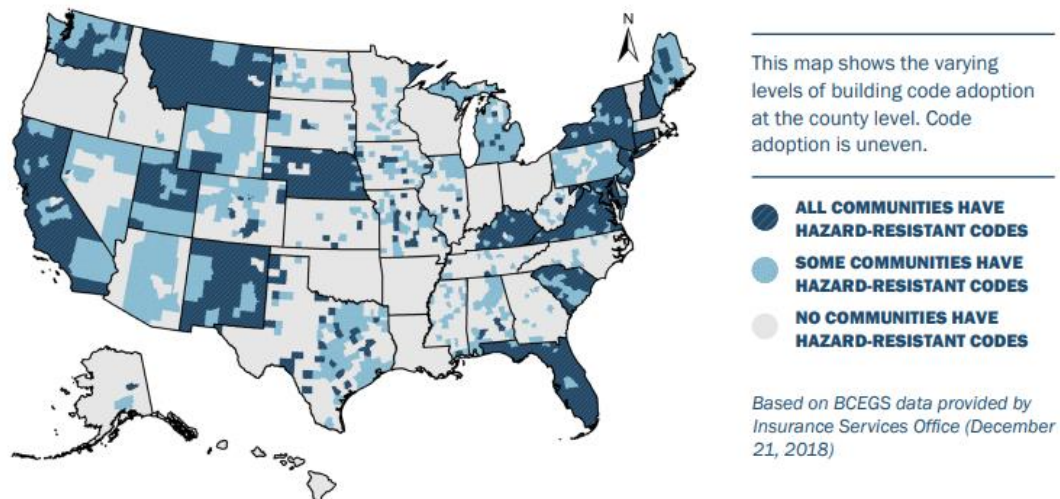 N
This map shows the varying
levels of building code adoption
at the county level. Code
adoption is uneven.
ALL COMMUNITIES HAVE
HAZARD-RESISTANT CODES
SOME COMMUNITIES HAVE
HAZARD-RESISTANT CODES
NO COMMUNITIES HAVE
HAZARD-RESISTANT CODES
Based on BCEGS data provided by
Insurance Services Office (December
21, 2018)